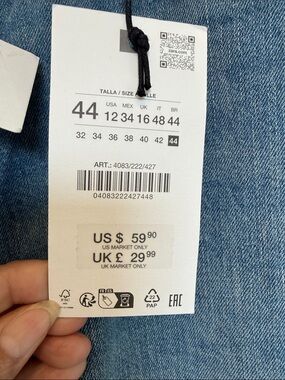 zara.com
TALLA / SIZE / TAILLE
USA MEX UK IT BR
44 12 34 16 48 44
32 34 36 38 40 42 44
ART.: 4083/222/427
04083222427448
US $ 59 90
US MARKET ONLY
UK £ 29 99
UK MARKET ONLY
FSC
22
PAP
EAC